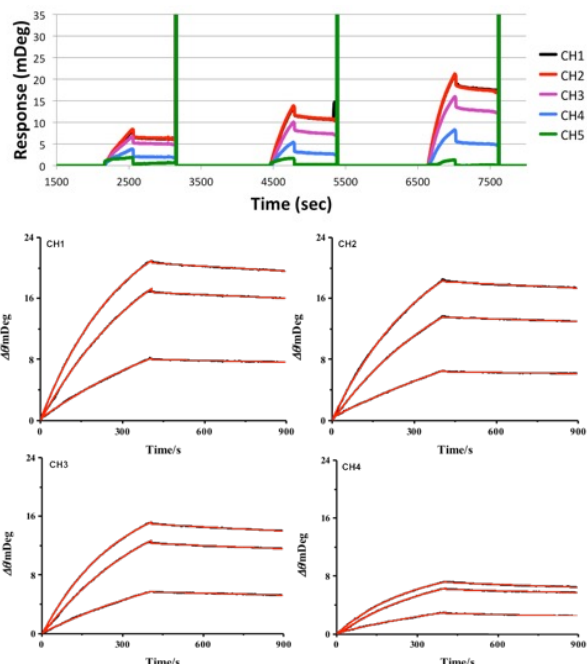 Response (mDeg)
35
30
25
20
15
10
5
0
1500 2500 3500 4500 5500 6500 7500
Time (sec)
CH1
CH2
CH3
CH4
CH5
CH1
24
16
8
0
Δθ/mDeg
0 300 600 900
Time/s
CH2
24
16
8
0
Δθ/mDeg
0 300 600 900
Time/s
CH3
24
16
8
0
Δθ/mDeg
0 300 600 900
Time/s
CH4
24
16
8
0
Δθ/mDeg
0 300 600 900
Time/s